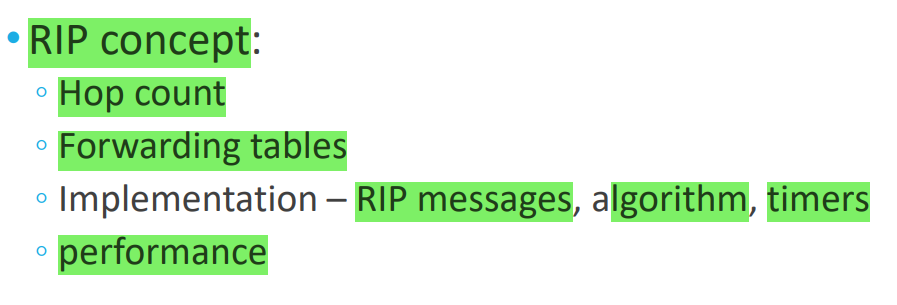 • RIP concept:
◦ Hop count
◦ Forwarding tables
◦ Implementation – RIP messages, algorithm, timers
◦ performance